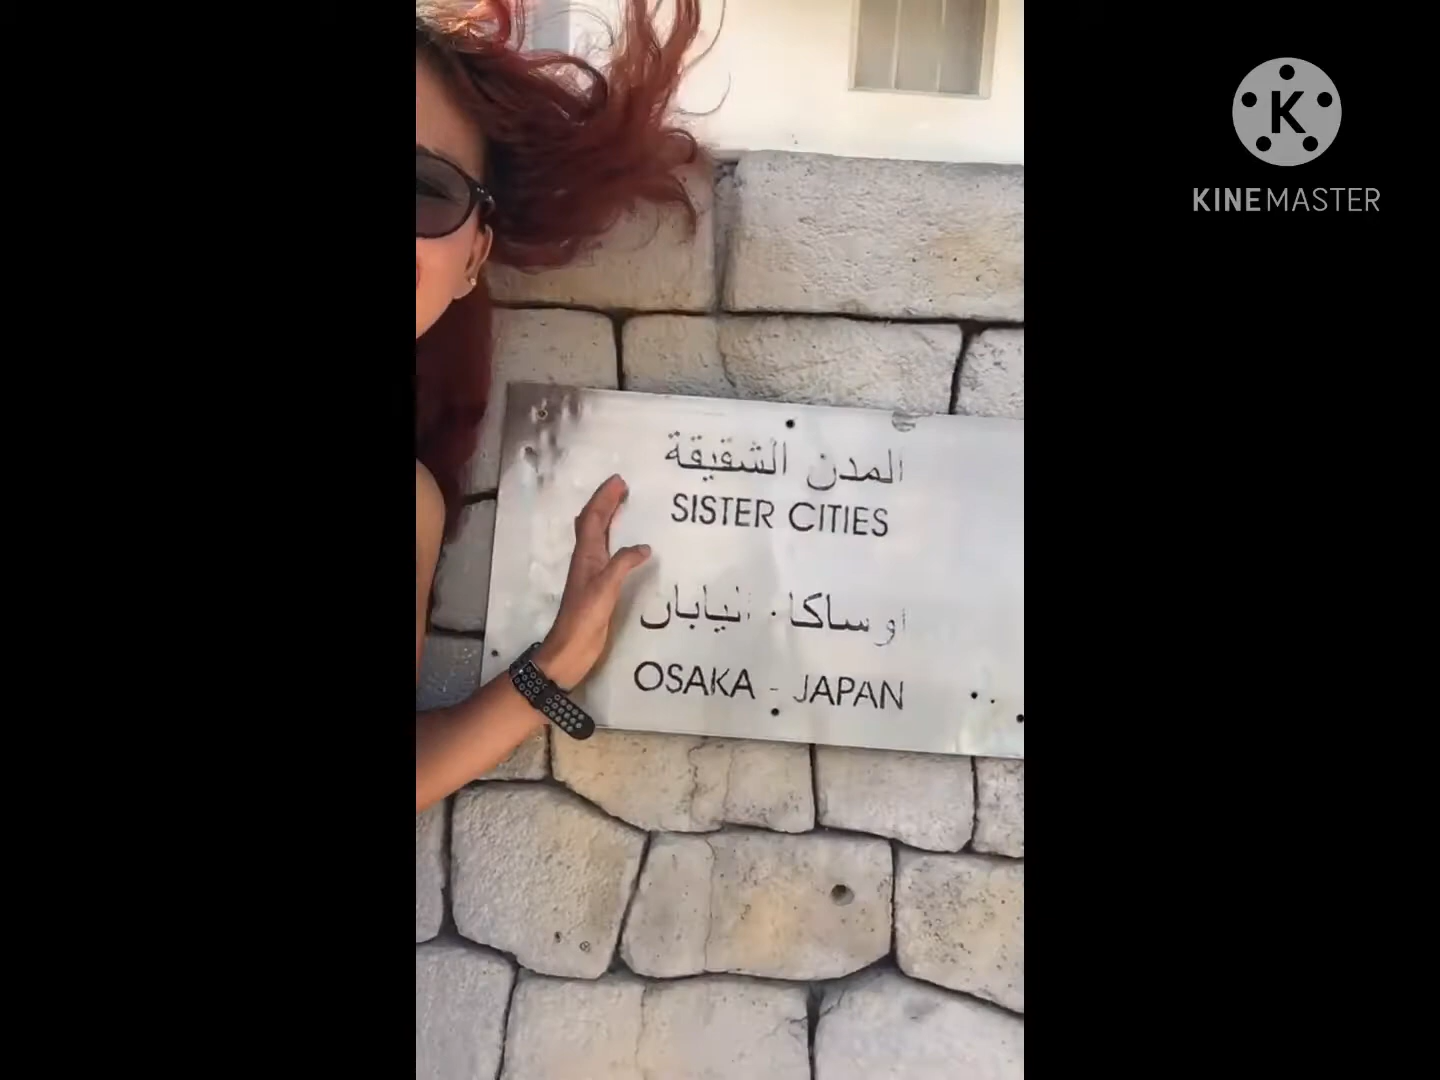 المدن الشقيقة
SISTER CITIES
اوساكا - اليابان
OSAKA - JAPAN
K
KINEMASTER